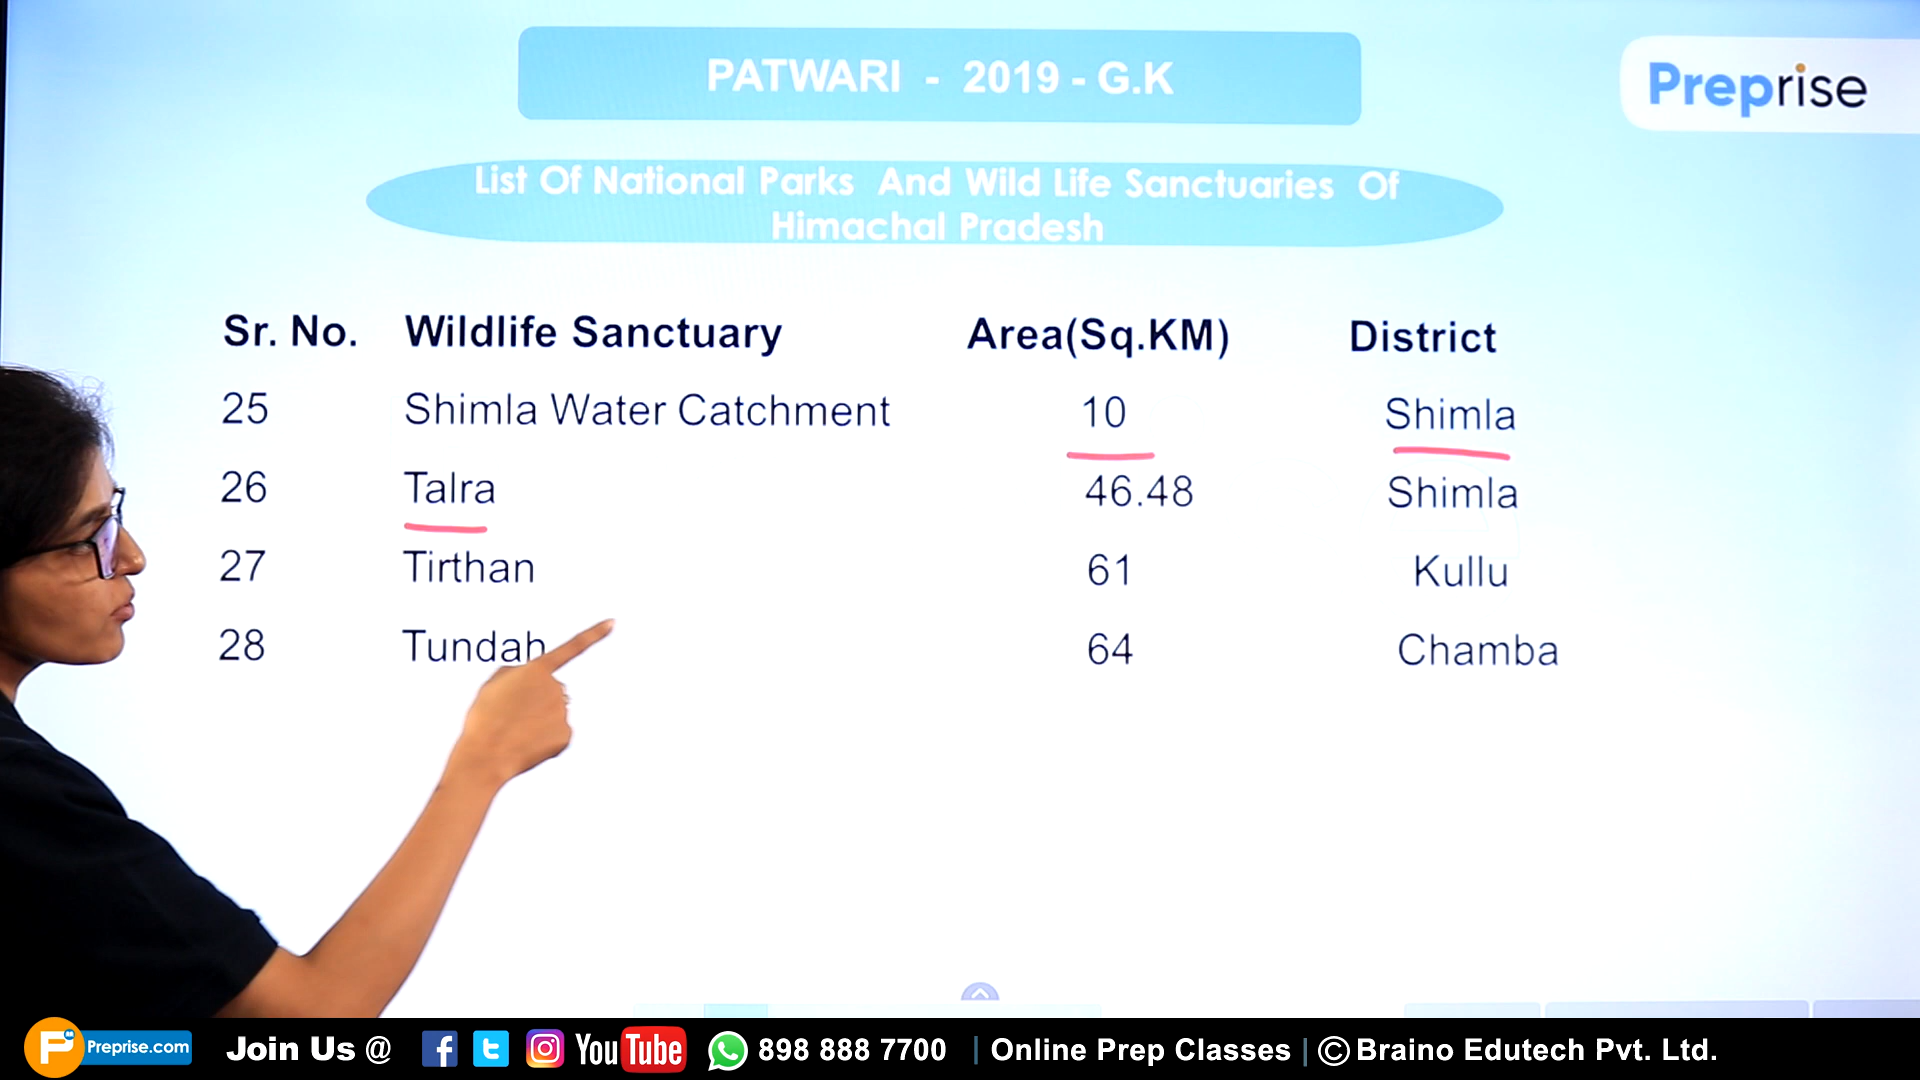 PATWARI - 2019 - G.K
Preprise
List Of National Parks And Wild Life Sanctuaries Of
Himachal Pradesh
Sr. No. Wildlife Sanctuary Area(Sq.KM) District
25 Shimla Water Catchment 10 Shimla
26 Talra 46.48 Shimla
27 Tirthan 61 Kullu
28 Tundah 64 Chamba
P Preprise.com Join Us @ f t YouTube 898 888 7700 | Online Prep Classes | © Braino Edutech Pvt. Ltd.